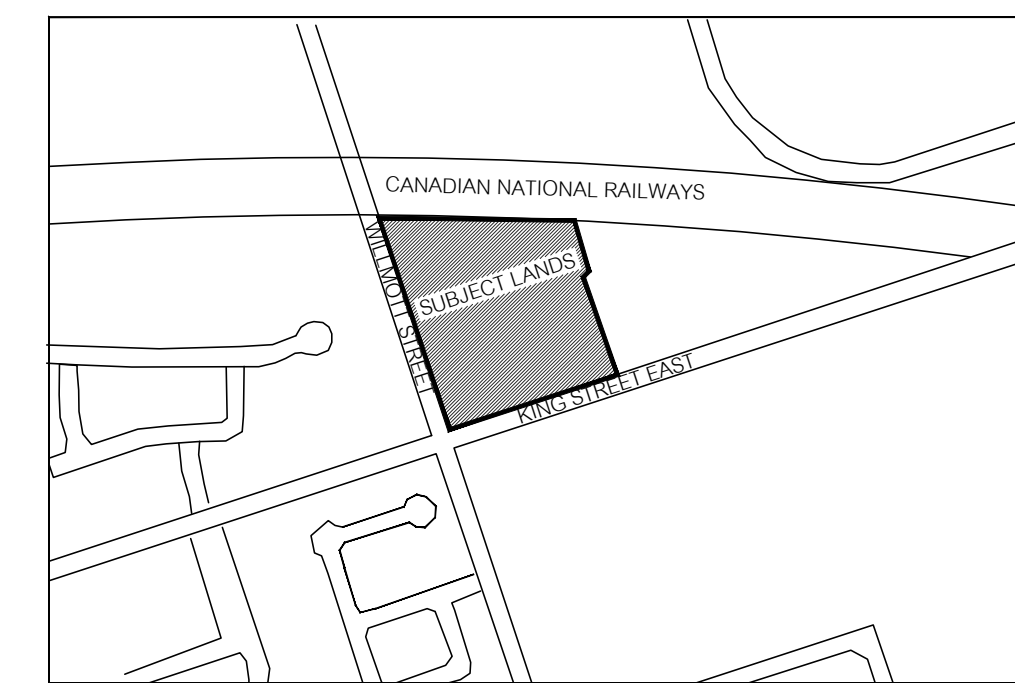 CANADIAN NATIONAL RAILWAYS
WILLMOTT STREET
SUBJECT LANDS
KING STREET EAST